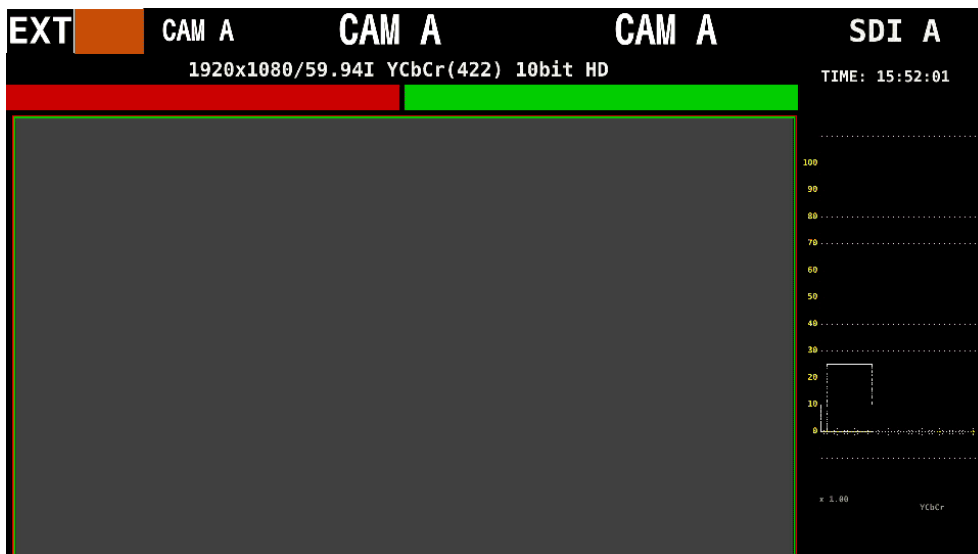 EXT CAM A CAM A CAM A SDI A
1920x1080/59.94I YCbCr(422) 10bit HD
TIME: 15:52:01
100
90
80
70
60
50
40
30
20
10
0
x 1.00
YCbCr